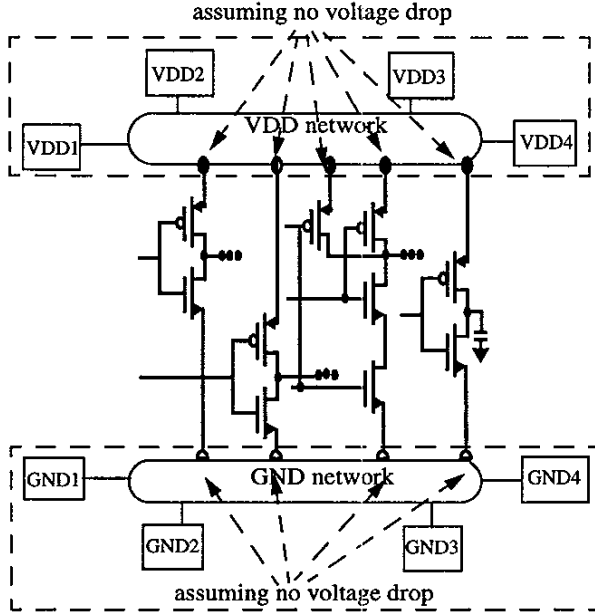 assuming no voltage drop
VDD2
VDD3
VDD network
VDD1
VDD4
GND1
GND network
GND4
GND2
GND3
assuming no voltage drop